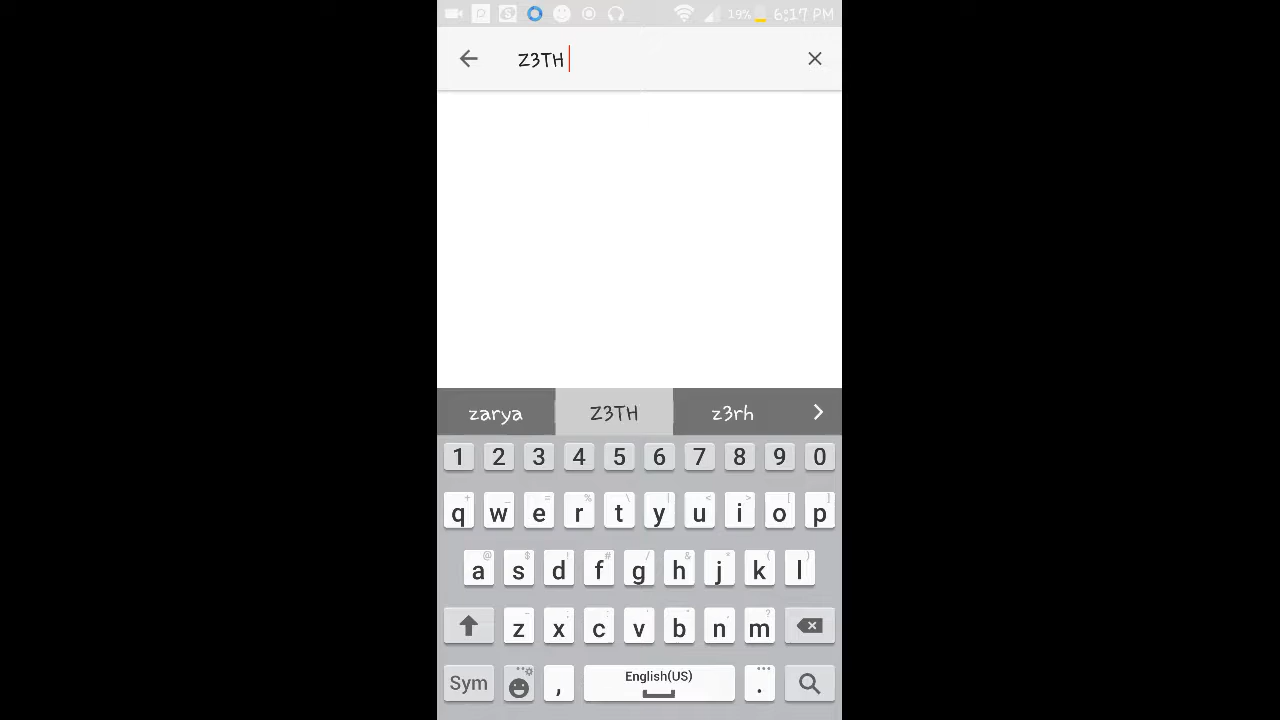 19% 6:17 PM
Z3TH
zarya Z3TH z3rh
1 2 3 4 5 6 7 8 9 0
q w e r t y u i o p
a s d f g h j k l
z x c v b n m
Sym , English(US) .